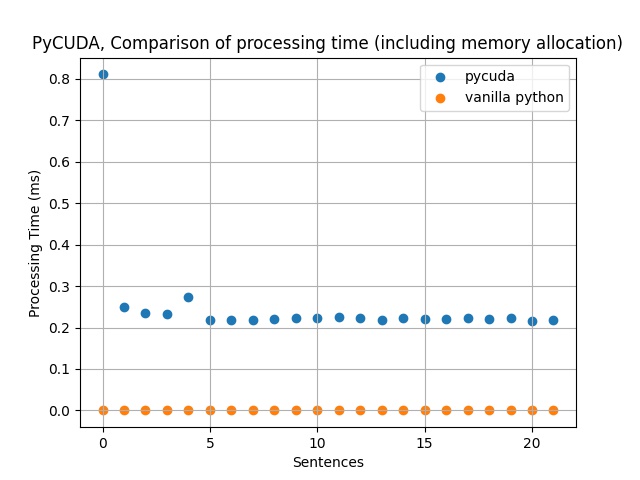 PyCUDA, Comparison of processing time (including memory allocation)
pycuda
vanilla python
Processing Time (ms)
0.8
0.7
0.6
0.5
0.4
0.3
0.2
0.1
0.0
0 5 10 15 20
Sentences